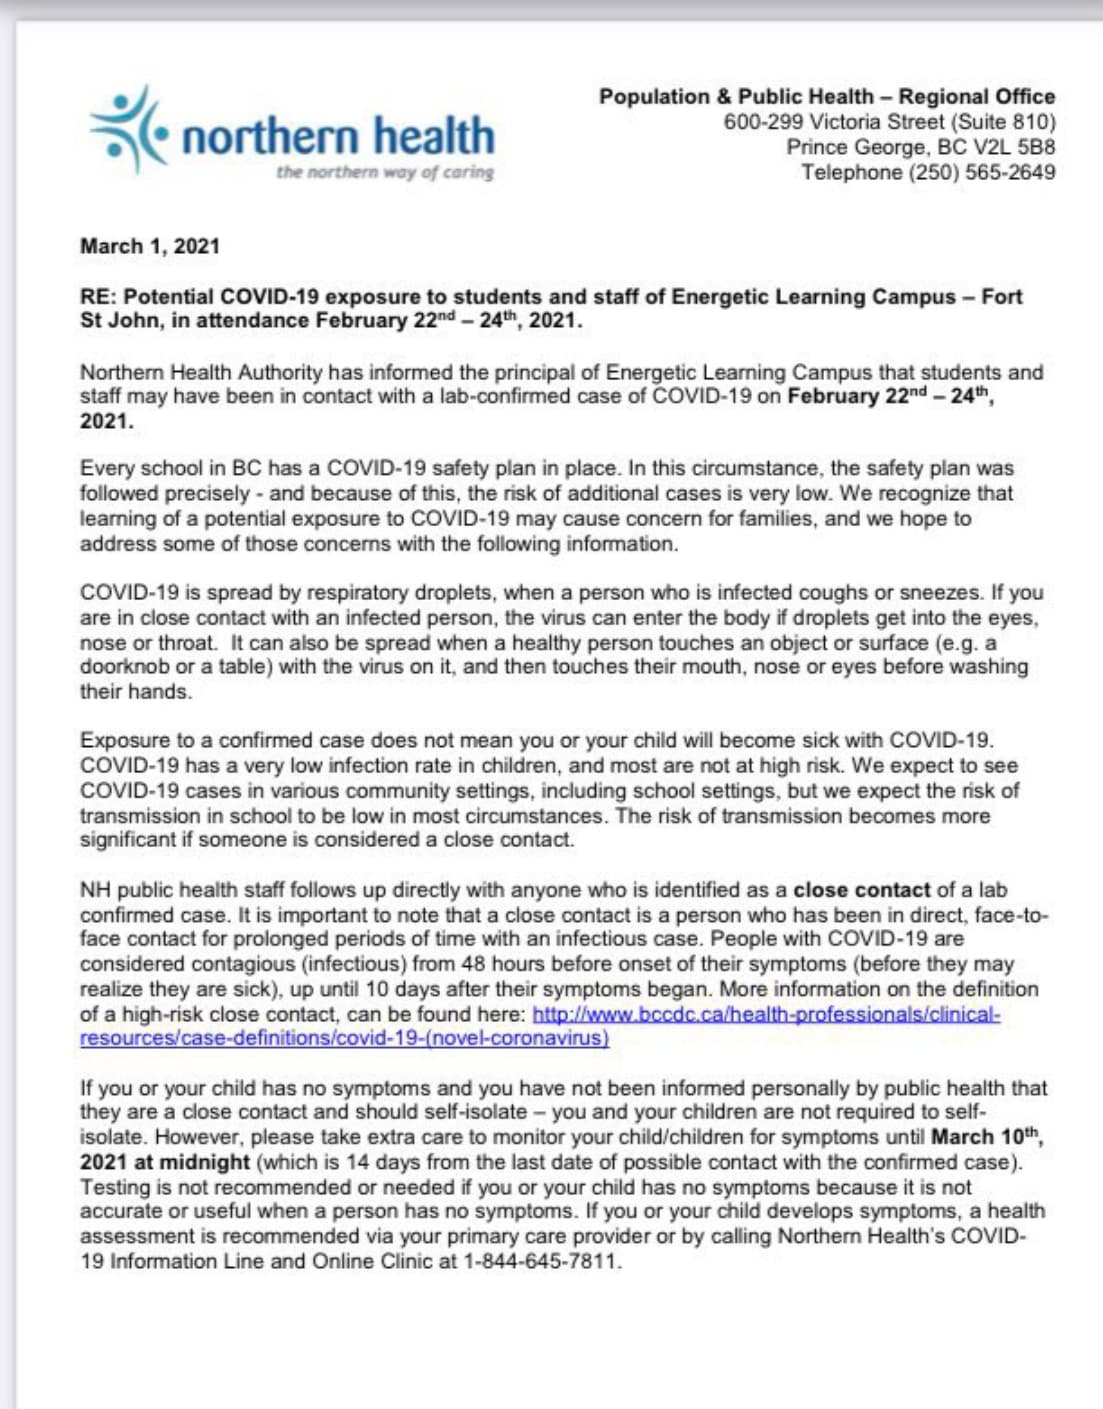 northern health
the northern way of caring
Population & Public Health – Regional Office
600-299 Victoria Street (Suite 810)
Prince George, BC V2L 5B8
Telephone (250) 565-2649
March 1, 2021
RE: Potential COVID-19 exposure to students and staff of Energetic Learning Campus – Fort
St John, in attendance February 22nd – 24th, 2021.
Northern Health Authority has informed the principal of Energetic Learning Campus that students and
staff may have been in contact with a lab-confirmed case of COVID-19 on February 22nd – 24th,
2021.
Every school in BC has a COVID-19 safety plan in place. In this circumstance, the safety plan was
followed precisely - and because of this, the risk of additional cases is very low. We recognize that
learning of a potential exposure to COVID-19 may cause concern for families, and we hope to
address some of those concerns with the following information.
COVID-19 is spread by respiratory droplets, when a person who is infected coughs or sneezes. If you
are in close contact with an infected person, the virus can enter the body if droplets get into the eyes,
nose or throat. It can also be spread when a healthy person touches an object or surface (e.g. a
doorknob or a table) with the virus on it, and then touches their mouth, nose or eyes before washing
their hands.
Exposure to a confirmed case does not mean you or your child will become sick with COVID-19.
COVID-19 has a very low infection rate in children, and most are not at high risk. We expect to see
COVID-19 cases in various community settings, including school settings, but we expect the risk of
transmission in school to be low in most circumstances. The risk of transmission becomes more
significant if someone is considered a close contact.
NH public health staff follows up directly with anyone who is identified as a close contact of a lab
confirmed case. It is important to note that a close contact is a person who has been in direct, face-to-
face contact for prolonged periods of time with an infectious case. People with COVID-19 are
considered contagious (infectious) from 48 hours before onset of their symptoms (before they may
realize they are sick), up until 10 days after their symptoms began. More information on the definition
of a high-risk close contact, can be found here: http://www.bccdc.ca/health-professionals/clinical-
resources/case-definitions/covid-19-(novel-coronavirus)
If you or your child has no symptoms and you have not been informed personally by public health that
they are a close contact and should self-isolate – you and your children are not required to self-
isolate. However, please take extra care to monitor your child/children for symptoms until March 10th,
2021 at midnight (which is 14 days from the last date of possible contact with the confirmed case).
Testing is not recommended or needed if you or your child has no symptoms because it is not
accurate or useful when a person has no symptoms. If you or your child develops symptoms, a health
assessment is recommended via your primary care provider or by calling Northern Health's COVID-
19 Information Line and Online Clinic at 1-844-645-7811.